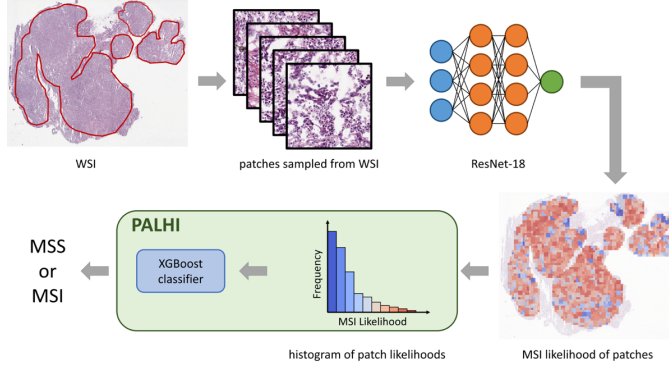 WSI
patches sampled from WSI
ResNet-18
PALHI
MSS
or
MSI
XGBoost
classifier
Frequency
MSI Likelihood
histogram of patch likelihoods
MSI likelihood of patches